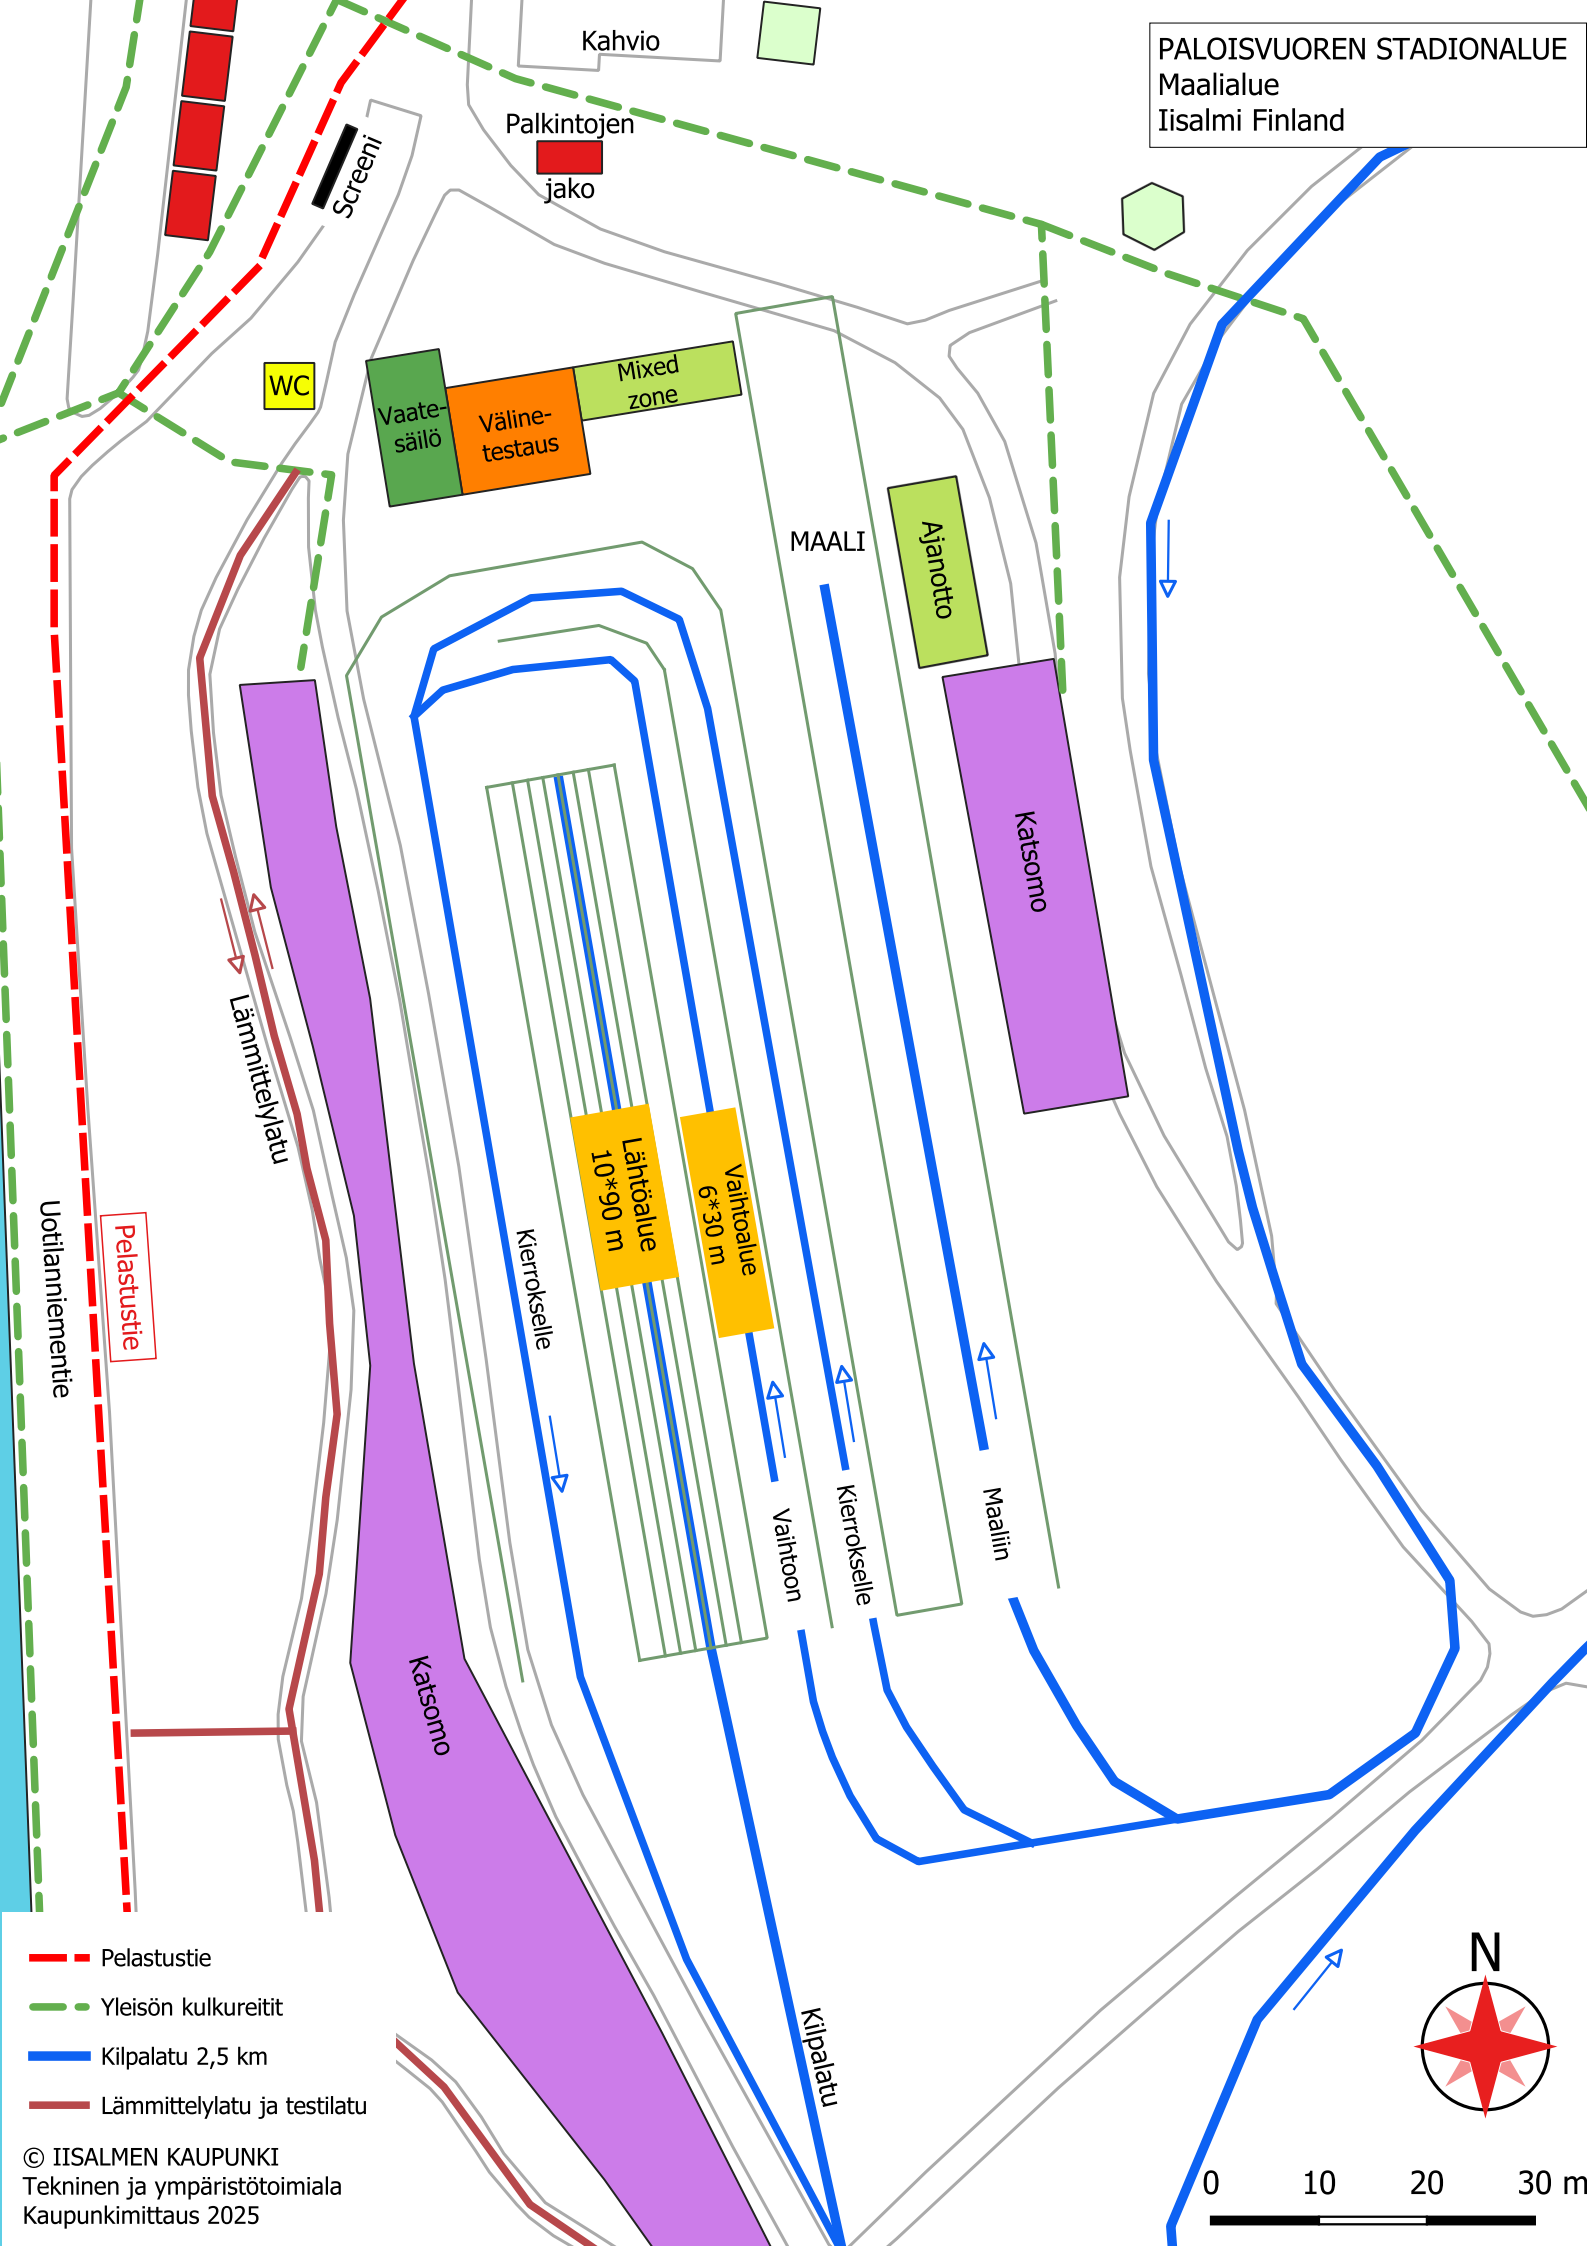 Kahvio
PALOISVUOREN STADIONALUE
Maalialue
Iisalmi Finland
Palkintojen
jako
Screeni
WC
Vaate-
säilö
Väline-
testaus
Mixed
zone
MAALI
Ajanotto
Katsomo
Lämmittelylatu
Lähtöalue
10*90 m
Vaihtoalue
6*30 m
Uotilanniementie
Pelastustie
Kierrokselle
Vaihtoon
Kierrokselle
Maaliin
Katsomo
Kilpalatu
Pelastustie
Yleisön kulkureitit
Kilpalatu 2,5 km
Lämmittelylatu ja testilatu
© IISALMEN KAUPUNKI
Tekninen ja ympäristötoimiala
Kaupunkimittaus 2025
N
0 10 20 30 m